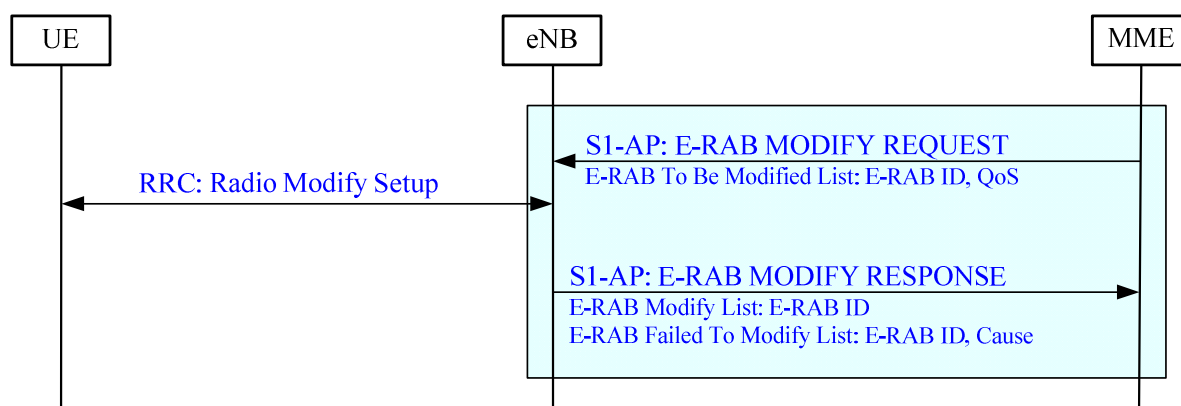 UE
eNB
MME
S1-AP: E-RAB MODIFY REQUEST
E-RAB To Be Modified List: E-RAB ID, QoS
RRC: Radio Modify Setup
S1-AP: E-RAB MODIFY RESPONSE
E-RAB Modify List: E-RAB ID
E-RAB Failed To Modify List: E-RAB ID, Cause